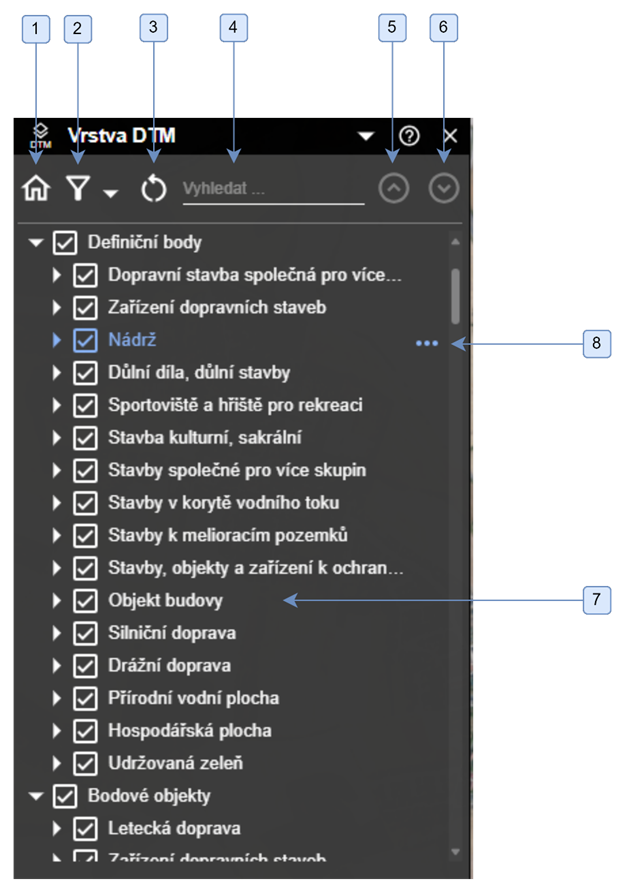 1 2 3 4 5 6
DTM Vrstva DTM
Vyhledat ...
Definiční body
Dopravní stavba společná pro více...
Zařízení dopravních staveb
Nádrž
8
Důlní díla, důlní stavby
Sportoviště a hřiště pro rekreaci
Stavba kulturní, sakrální
Stavby společné pro více skupin
Stavby v korytě vodního toku
Stavby k melioracím pozemků
Stavby, objekty a zařízení k ochran...
Objekt budovy
7
Silniční doprava
Drážní doprava
Přírodní vodní plocha
Hospodářská plocha
Udržovaná zeleň
Bodové objekty
Letecká doprava
Zařízení dopravních staveb